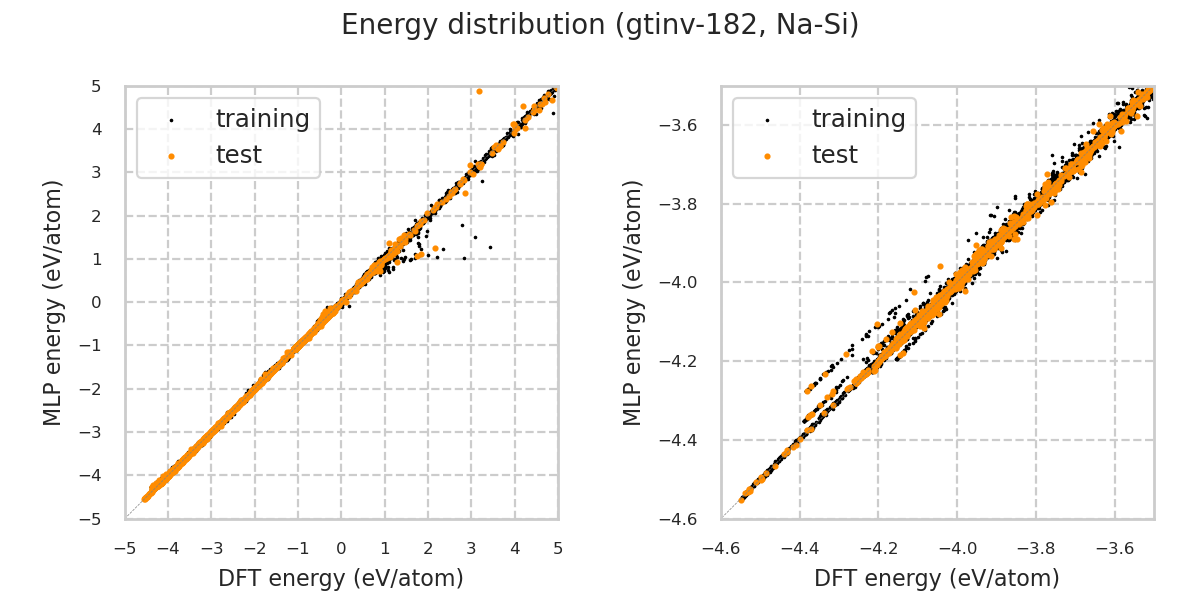 Energy distribution (gtinv-182, Na-Si)
MLP energy (eV/atom)
5
4
3
2
1
0
−1
−2
−3
−4
−5
training
test
−5 −4 −3 −2 −1 0 1 2 3 4 5
DFT energy (eV/atom)
MLP energy (eV/atom)
−3.6
−3.8
−4.0
−4.2
−4.4
−4.6
training
test
−4.6 −4.4 −4.2 −4.0 −3.8 −3.6
DFT energy (eV/atom)